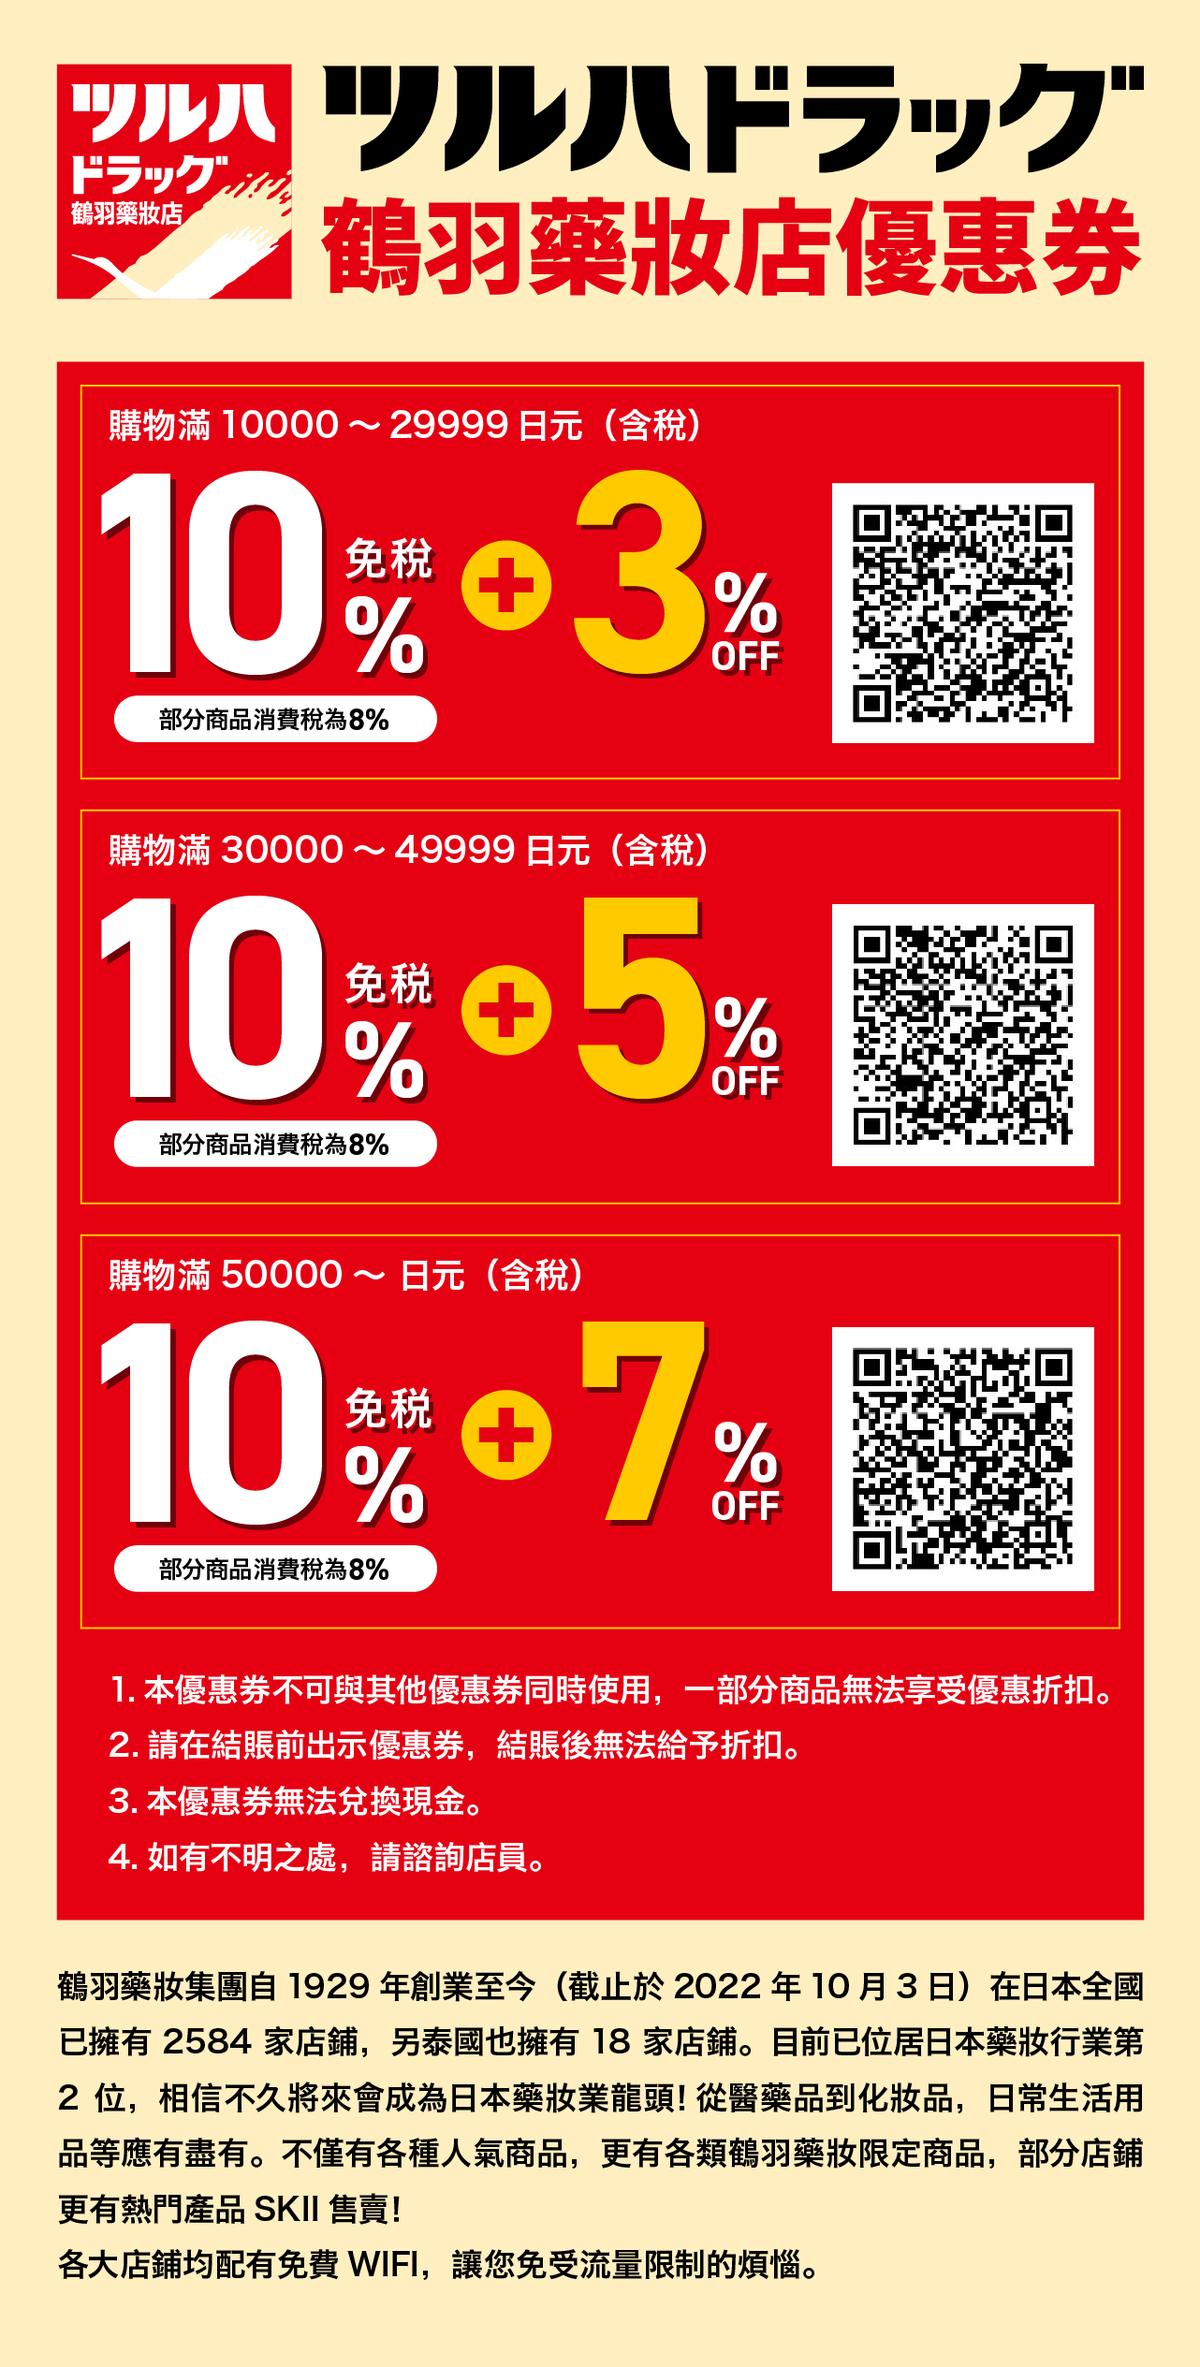 ツルハ
ドラッグ
鶴羽藥妝店
ツルハドラッグ
鶴羽藥妝店優惠券
購物滿 10000 ～ 29999 日元（含稅）
10 免稅 % + 3 % OFF
部分商品消費稅為8%
購物滿 30000 ～ 49999 日元（含稅）
10 免税 % + 5 % OFF
部分商品消費稅為8%
購物滿 50000 ～ 日元（含稅）
10 免税 % + 7 % OFF
部分商品消費稅為8%
1. 本優惠券不可與其他優惠券同時使用，一部分商品無法享受優惠折扣。
2. 請在結賬前出示優惠券，結賬後無法給予折扣。
3. 本優惠券無法兌換現金。
4. 如有不明之處，請諮詢店員。
鶴羽藥妝集團自 1929 年創業至今（截止於 2022 年 10 月 3 日）在日本全國
已擁有 2584 家店鋪，另泰國也擁有 18 家店鋪。目前已位居日本藥妝行業第
2 位，相信不久將來會成為日本藥妝業龍頭! 從醫藥品到化妝品，日常生活用
品等應有盡有。不僅有各種人氣商品，更有各類鶴羽藥妝限定商品，部分店鋪
更有熱門產品 SKII 售賣!
各大店鋪均配有免費 WIFI，讓您免受流量限制的煩惱。